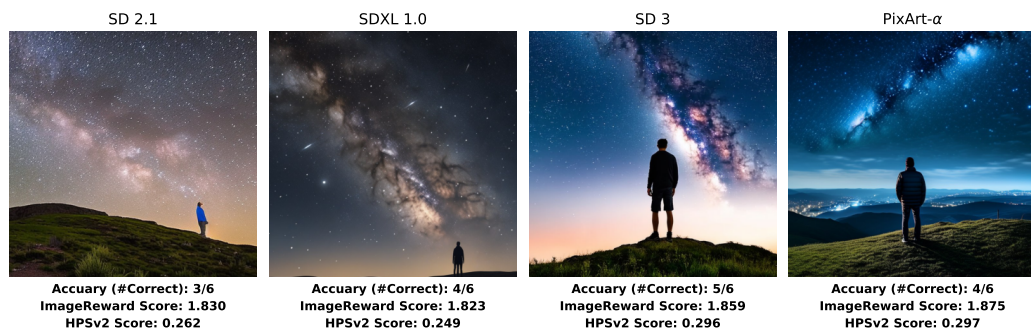 SD 2.1
SDXL 1.0
SD 3
PixArt-α
Accuary (#Correct): 3/6
ImageReward Score: 1.830
HPSv2 Score: 0.262
Accuary (#Correct): 4/6
ImageReward Score: 1.823
HPSv2 Score: 0.249
Accuary (#Correct): 5/6
ImageReward Score: 1.859
HPSv2 Score: 0.296
Accuary (#Correct): 4/6
ImageReward Score: 1.875
HPSv2 Score: 0.297